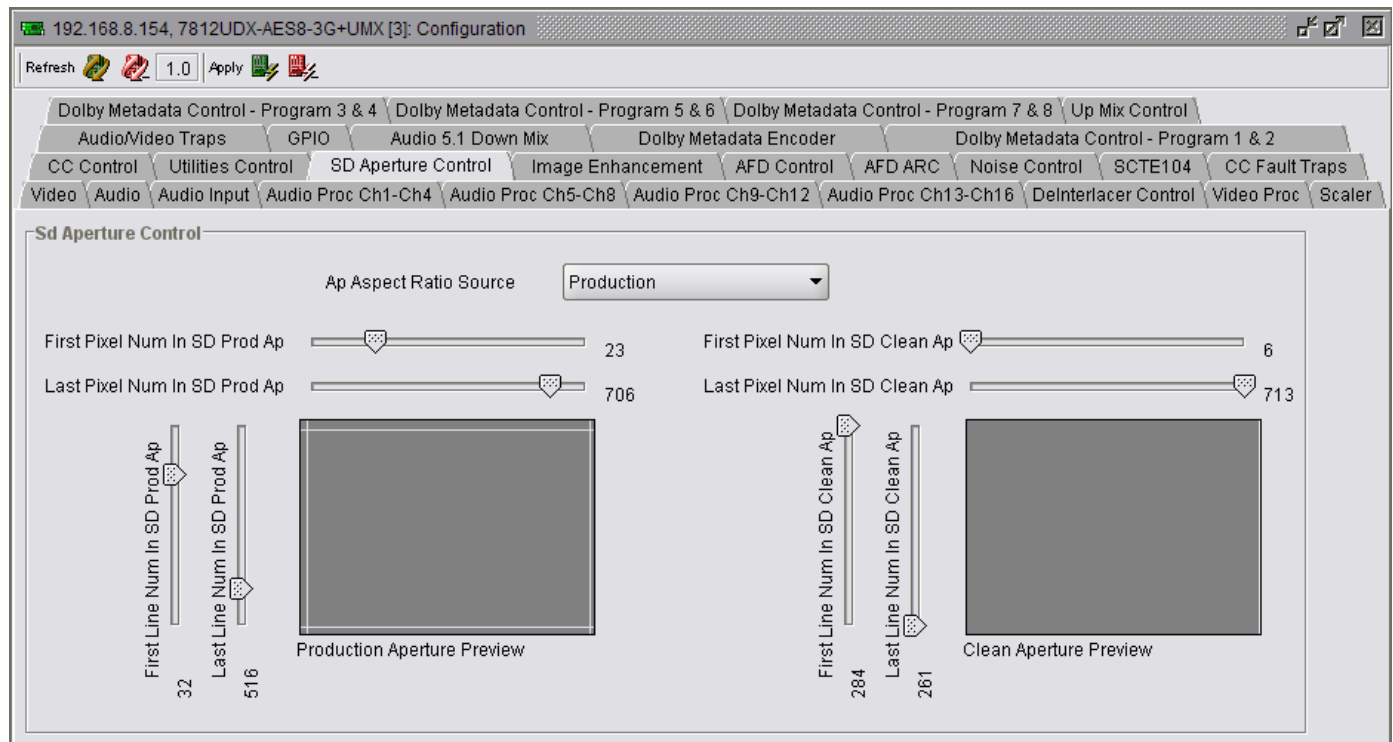 192.168.8.154, 7812UDX-AES8-3G+UMX [3]: Configuration
Refresh 1.0 Apply
Dolby Metadata Control - Program 3 & 4 Dolby Metadata Control - Program 5 & 6 Dolby Metadata Control - Program 7 & 8 Up Mix Control
Audio/Video Traps GPIO Audio 5.1 Down Mix Dolby Metadata Encoder Dolby Metadata Control - Program 1 & 2
CC Control Utilities Control SD Aperture Control Image Enhancement AFD Control AFD ARC Noise Control SCTE104 CC Fault Traps
Video Audio Audio Input Audio Proc Ch1-Ch4 Audio Proc Ch5-Ch8 Audio Proc Ch9-Ch12 Audio Proc Ch13-Ch16 DeInterlacer Control Video Proc Scaler
Sd Aperture Control
Ap Aspect Ratio Source Production
First Pixel Num In SD Prod Ap 23 First Pixel Num In SD Clean Ap 6
Last Pixel Num In SD Prod Ap 706 Last Pixel Num In SD Clean Ap 713
First Line Num In SD Prod Ap 32
Last Line Num In SD Prod Ap 516
Production Aperture Preview
First Line Num In SD Clean Ap 284
Last Line Num In SD Clean Ap 261
Clean Aperture Preview